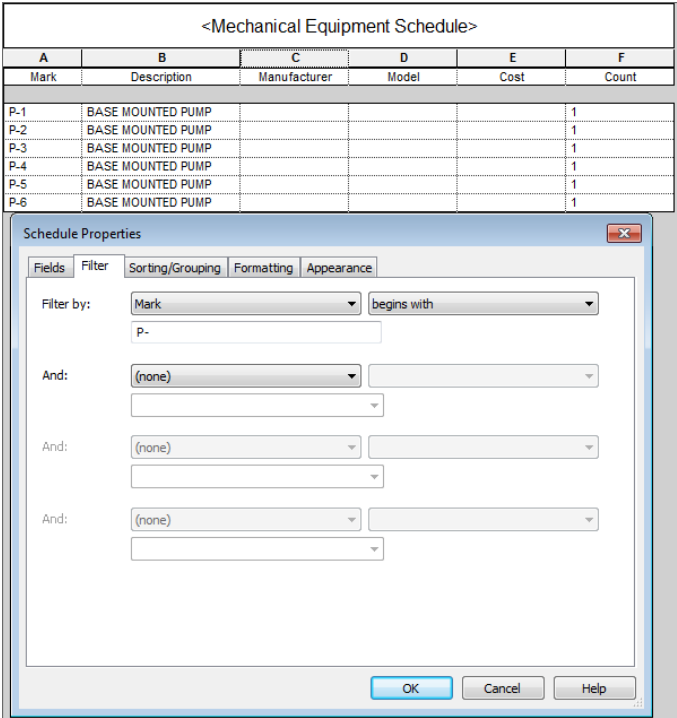 <Mechanical Equipment Schedule>
A B C D E F
Mark Description Manufacturer Model Cost Count
P-1 BASE MOUNTED PUMP 1
P-2 BASE MOUNTED PUMP 1
P-3 BASE MOUNTED PUMP 1
P-4 BASE MOUNTED PUMP 1
P-5 BASE MOUNTED PUMP 1
P-6 BASE MOUNTED PUMP 1
Schedule Properties
Fields Filter Sorting/Grouping Formatting Appearance
Filter by: Mark begins with
P-
And: (none)
And: (none)
And: (none)
OK Cancel Help